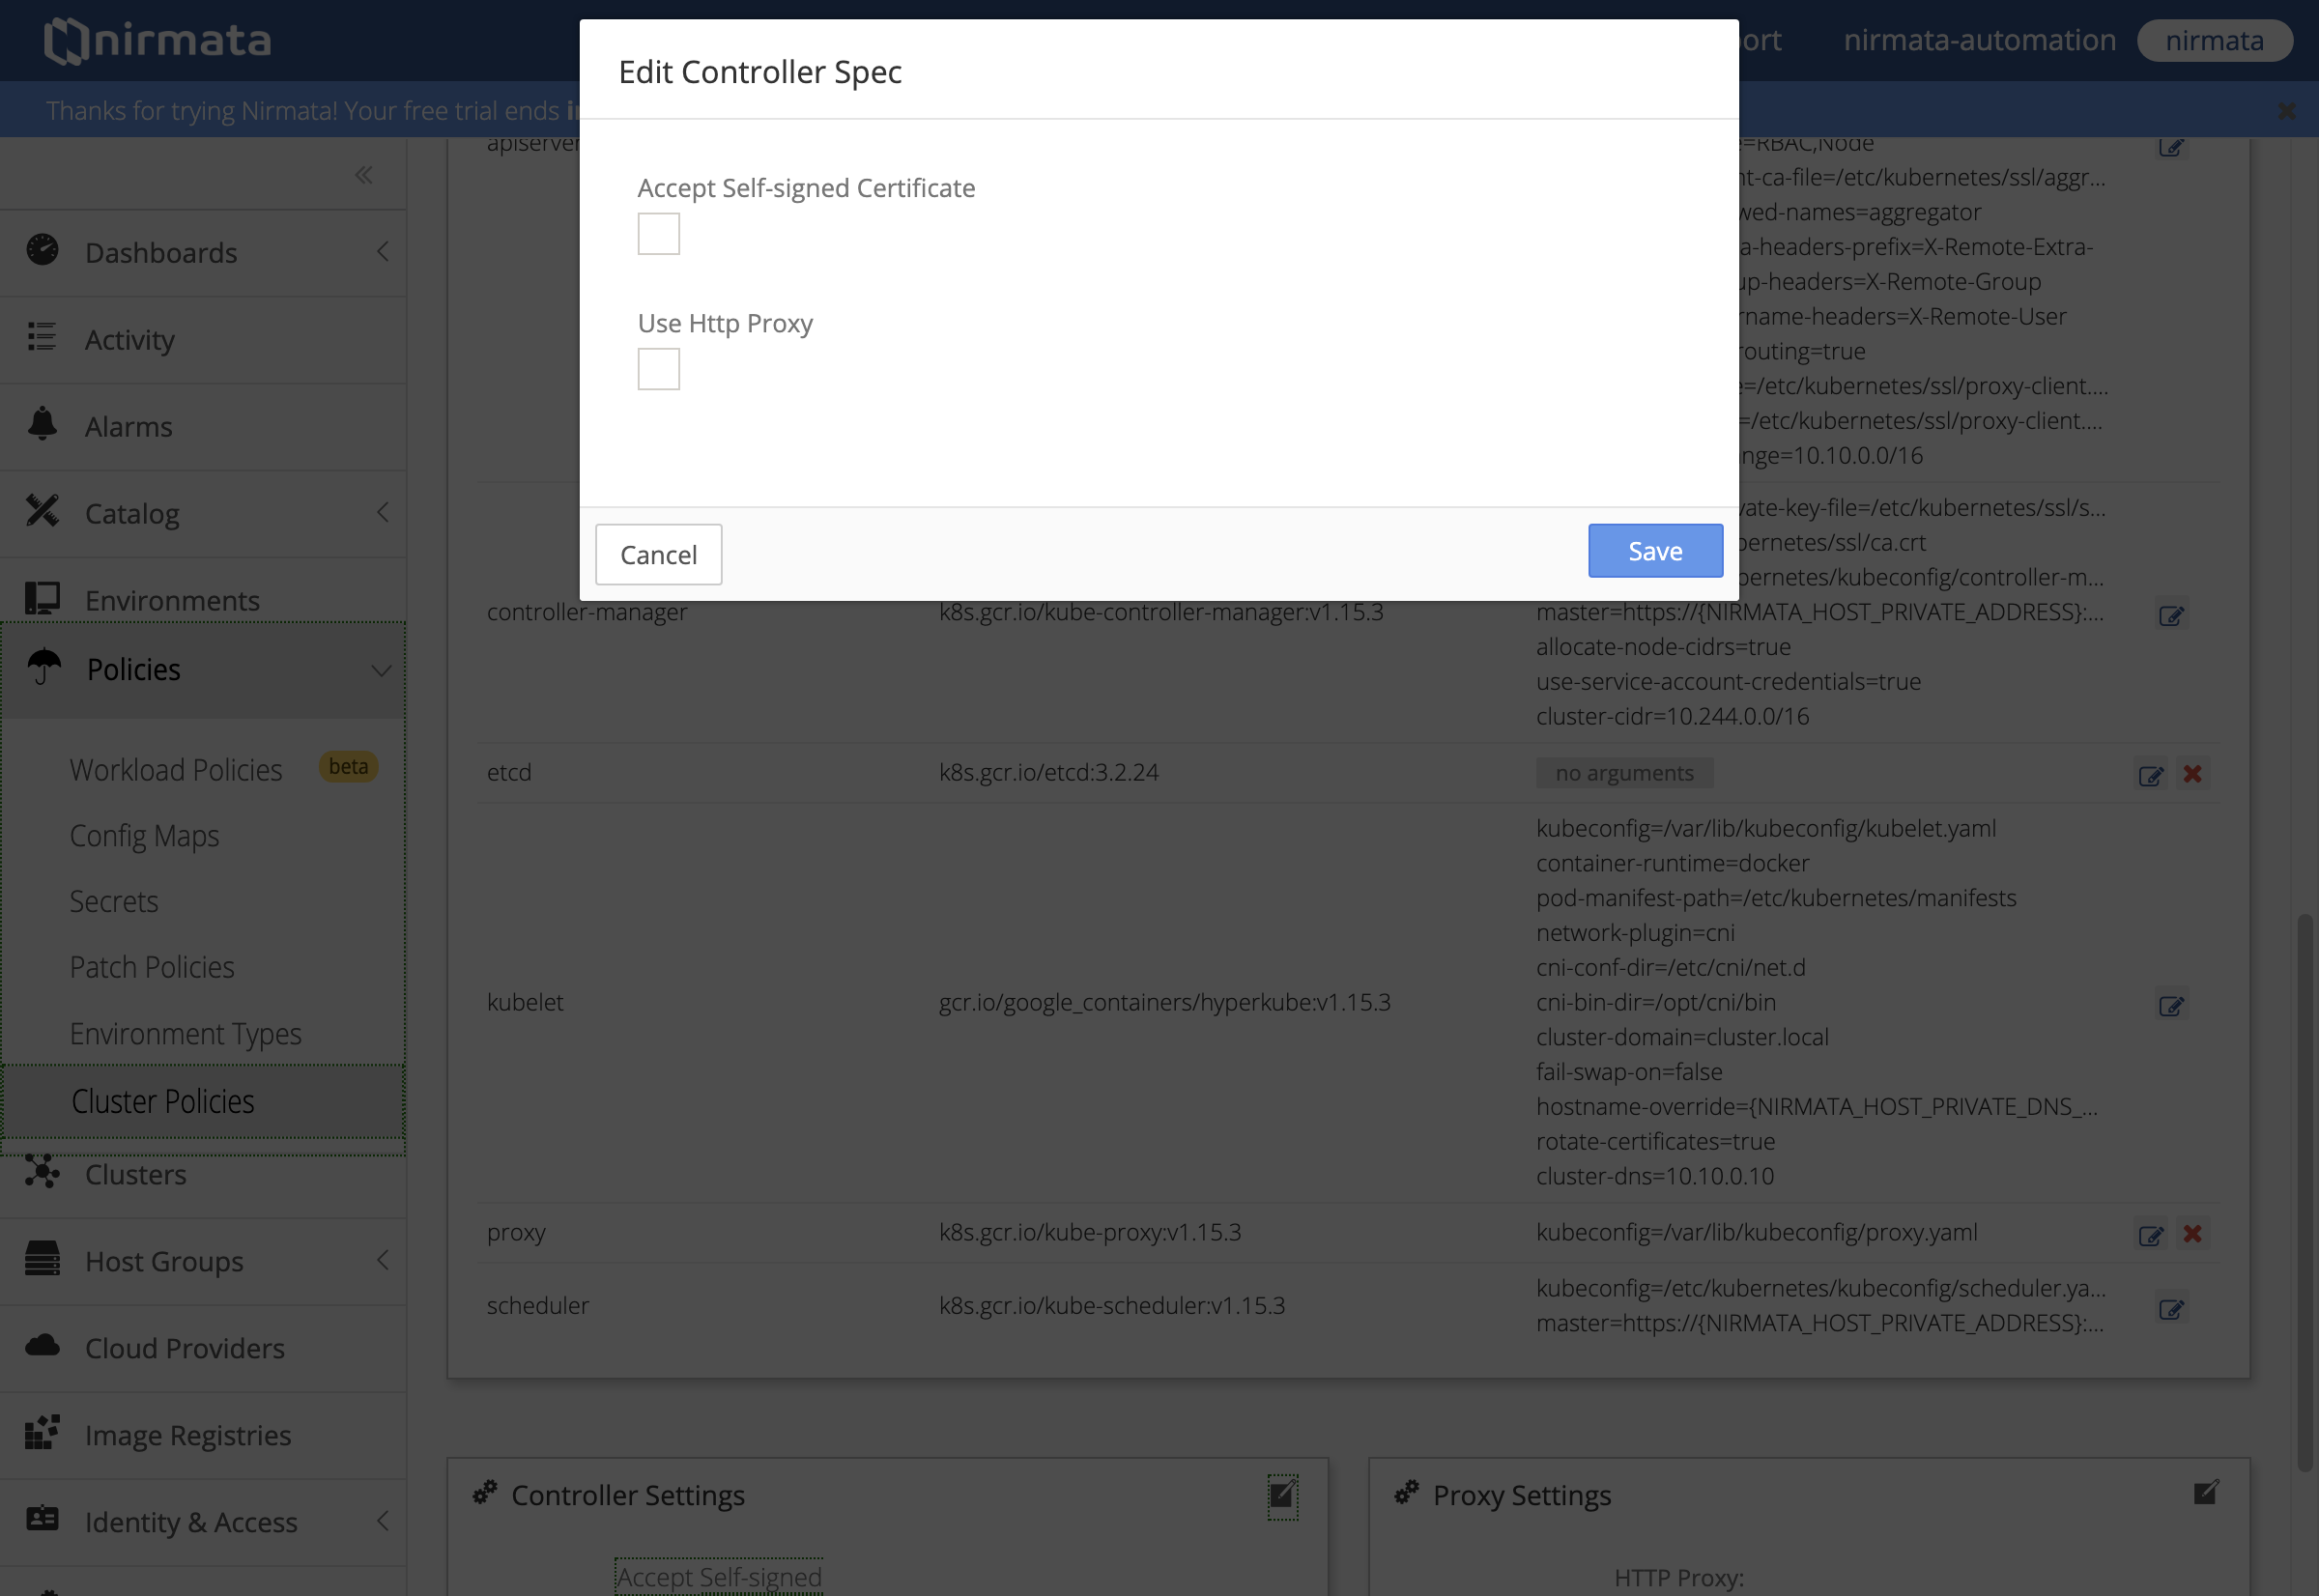 nirmata
ort
nirmata-automation
nirmata
Thanks for trying Nirmata! Your free trial ends
Edit Controller Spec
Accept Self-signed Certificate
Use Http Proxy
Cancel
Save
Dashboards
Activity
Alarms
Catalog
Environments
Policies
Workload Policies beta
Config Maps
Secrets
Patch Policies
Environment Types
Cluster Policies
Clusters
Host Groups
Cloud Providers
Image Registries
Identity & Access
apiserver
=RBAC,Node
nt-ca-file=/etc/kubernetes/ssl/aggr...
wed-names=aggregator
a-headers-prefix=X-Remote-Extra-
up-headers=X-Remote-Group
rname-headers=X-Remote-User
routing=true
e=/etc/kubernetes/ssl/proxy-client....
=/etc/kubernetes/ssl/proxy-client....
nge=10.10.0.0/16
controller-manager
k8s.gcr.io/kube-controller-manager:v1.15.3
vate-key-file=/etc/kubernetes/ssl/s...
bernetes/ssl/ca.crt
bernetes/kubeconfig/controller-m...
master=https://{NIRMATA_HOST_PRIVATE_ADDRESS}:...
allocate-node-cidrs=true
use-service-account-credentials=true
cluster-cidr=10.244.0.0/16
etcd
k8s.gcr.io/etcd:3.2.24
no arguments
kubelet
gcr.io/google_containers/hyperkube:v1.15.3
kubeconfig=/var/lib/kubeconfig/kubelet.yaml
container-runtime=docker
pod-manifest-path=/etc/kubernetes/manifests
network-plugin=cni
cni-conf-dir=/etc/cni/net.d
cni-bin-dir=/opt/cni/bin
cluster-domain=cluster.local
fail-swap-on=false
hostname-override={NIRMATA_HOST_PRIVATE_DNS_...
rotate-certificates=true
cluster-dns=10.10.0.10
proxy
k8s.gcr.io/kube-proxy:v1.15.3
kubeconfig=/var/lib/kubeconfig/proxy.yaml
scheduler
k8s.gcr.io/kube-scheduler:v1.15.3
kubeconfig=/etc/kubernetes/kubeconfig/scheduler.ya...
master=https://{NIRMATA_HOST_PRIVATE_ADDRESS}:...
Controller Settings
Accept Self-signed
Proxy Settings
HTTP Proxy: